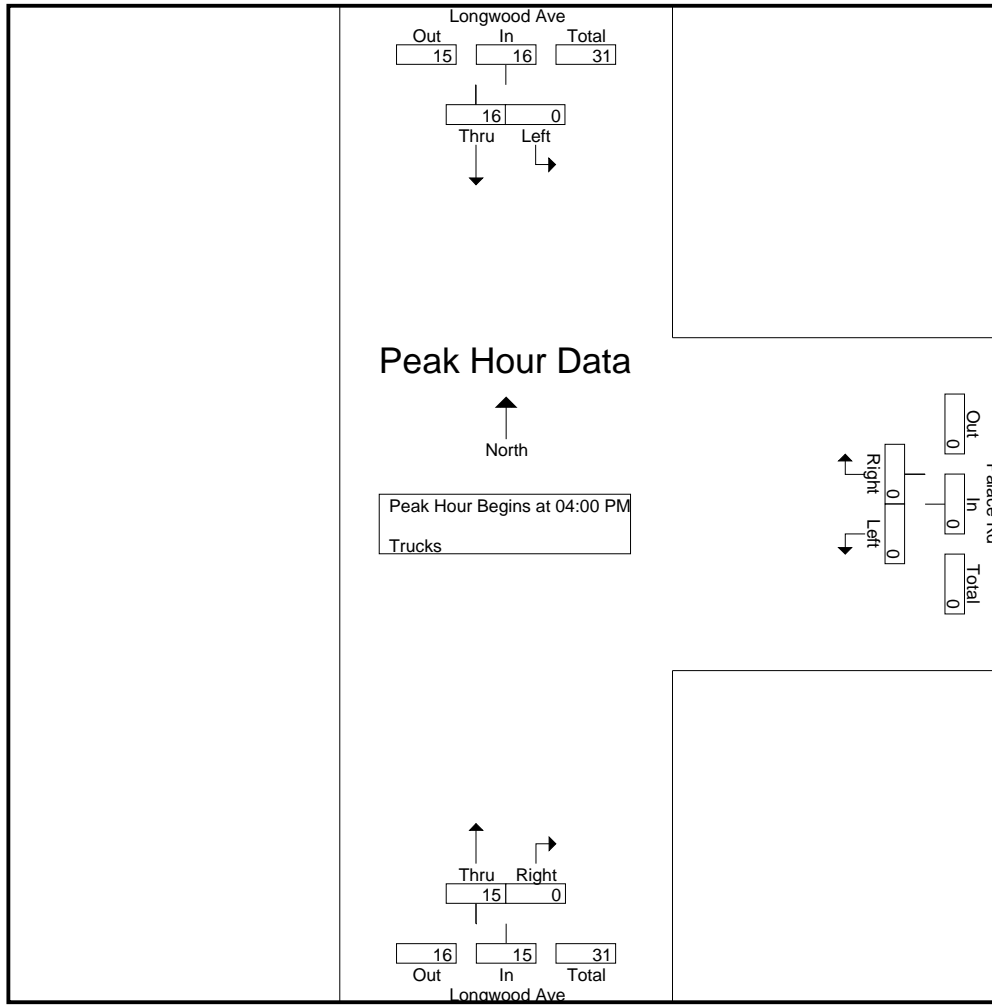 Longwood Ave
Out In Total
15 16 31
16 0
Thru Left
Peak Hour Data
North
Peak Hour Begins at 04:00 PM
Trucks
Right Left
0 0
Out In Total
0 0 0
Palace Rd
Thru Right
15 0
16 15 31
Out In Total
Longwood Ave